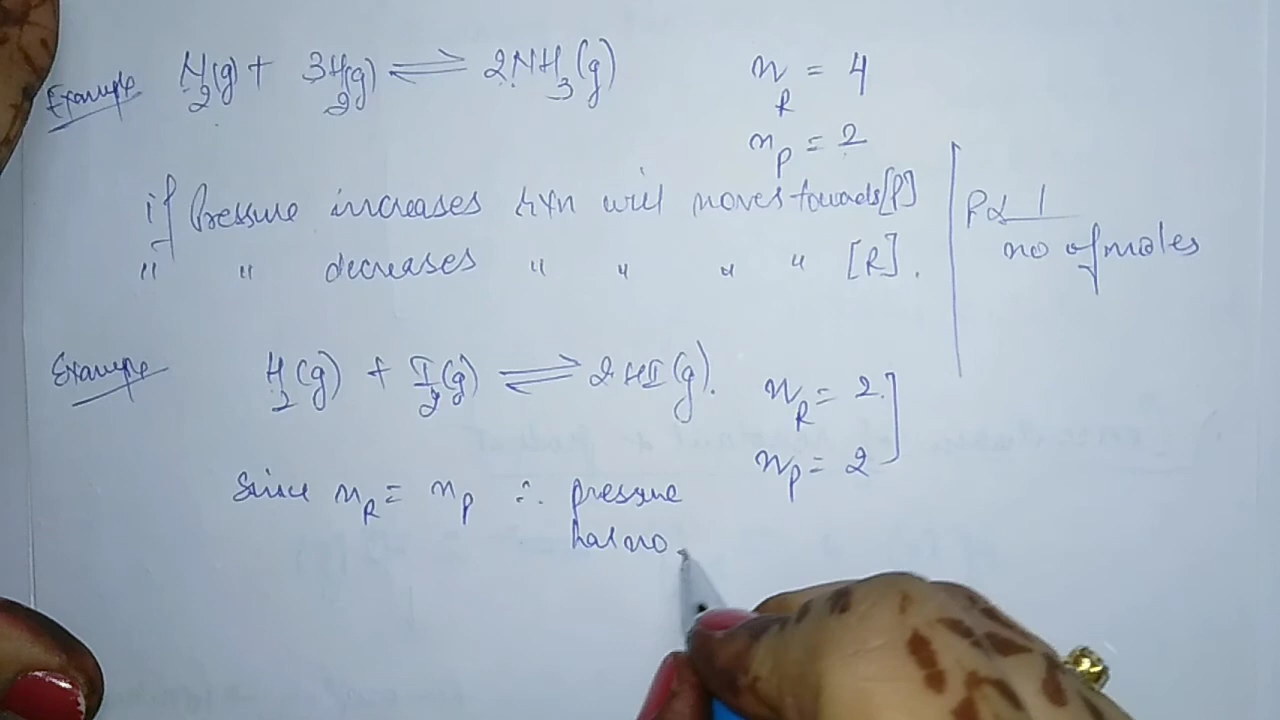 Example N2(g) + 3H2(g) ⇌ 2NH3(g)
nR = 4
nP = 2
if Pressure increases rxn will moves towards [P]
" " decreases " " " " [R].
P α 1/no of moles
Example H2(g) + I2(g) ⇌ 2HI(g).
nR = 2.
nP = 2
Since nR = nP ∴ pressure
has no